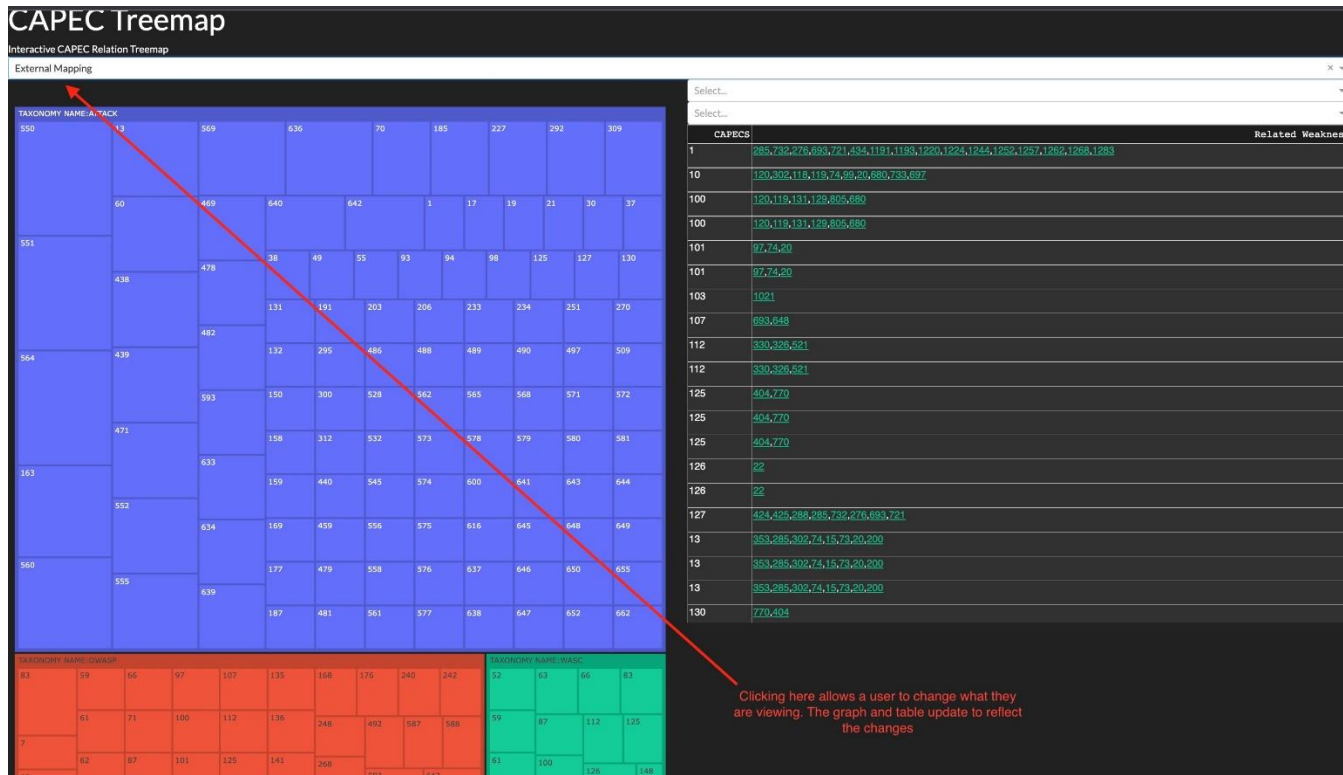 CAPEC Treemap
Interactive CAPEC Relation Treemap
External Mapping
Select...
Select...
TAXONOMY NAME:ATTACK
550 13 569 636 70 185 227 292 309
60 469 640 642 1 17 19 21 30 37
551
38 49 55 93 94 98 125 127 130
478
438
131 191 203 206 233 234 251 270
482
132 295 486 488 489 490 497 509
564 439
593 150 300 528 562 565 568 571 572
471
158 312 532 573 578 579 580 581
633
163
159 440 545 574 600 641 643 644
552
634 169 459 556 575 616 645 648 649
560
177 479 558 576 637 646 650 655
555
639
187 481 561 577 638 647 652 662
TAXONOMY NAME:OWASP
83 59 66 97 107 135 168 176 240 242
61 71 100 112 136 246 492 587 588
7
62 87 101 125 141 268
TAXONOMY NAME:WASC
52 63 66 83
59 87 112 125
61 100
126 148
CAPECS Related Weaknes
1 285,732,276,693,721,434,1191,1193,1220,1224,1244,1252,1257,1262,1268,1283
10 120,302,118,119,74,99,20,680,733,697
100 120,119,131,129,805,680
100 120,119,131,129,805,680
101 97,74,20
101 97,74,20
103 1021
107 693,648
112 330,326,521
112 330,326,521
125 404,770
125 404,770
125 404,770
126 22
126 22
127 424,425,288,285,732,276,693,721
13 353,285,302,74,15,73,20,200
13 353,285,302,74,15,73,20,200
13 353,285,302,74,15,73,20,200
130 770,404
Clicking here allows a user to change what they
are viewing. The graph and table update to reflect
the changes